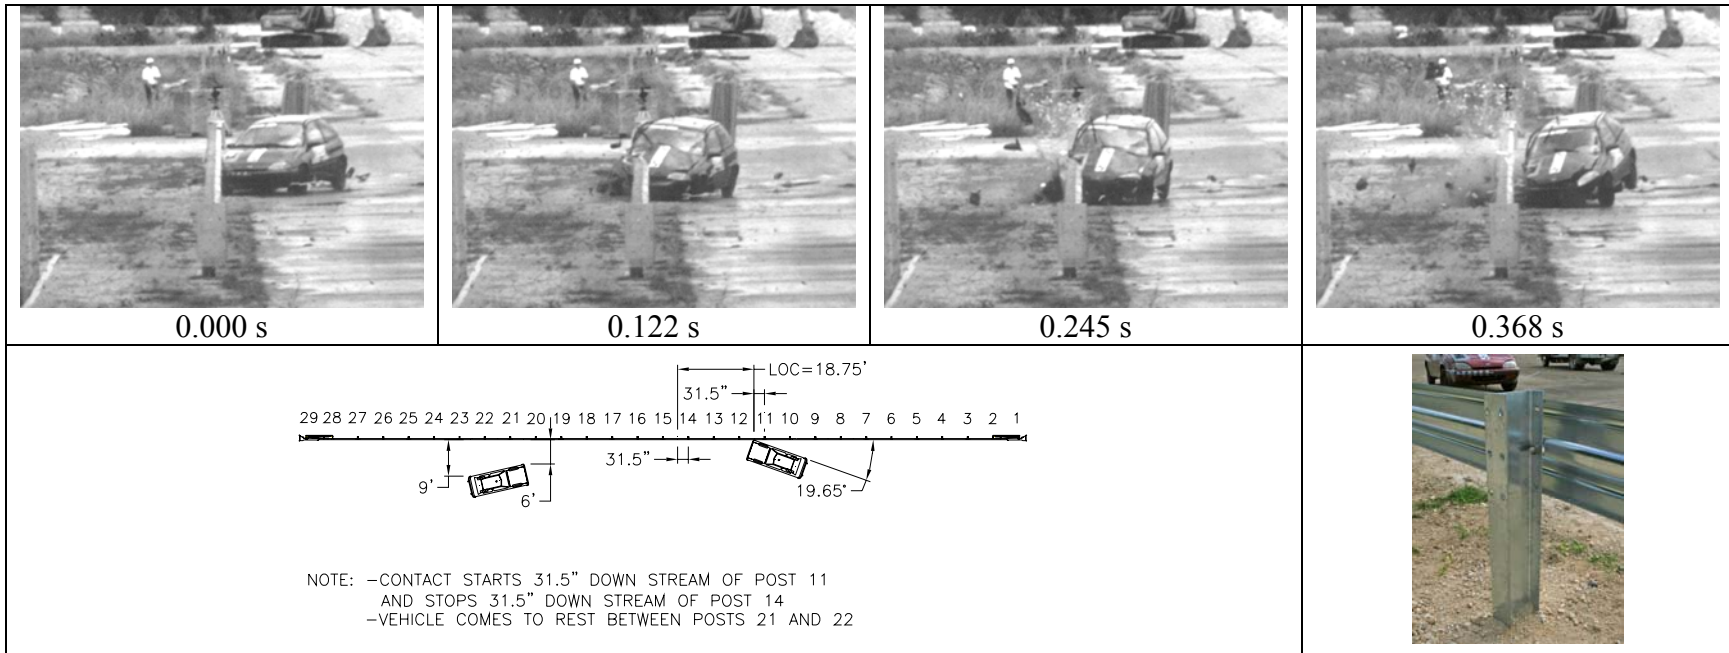 0.000 s
0.122 s
0.245 s
0.368 s
LOC=18.75'
31.5"
29 28 27 26 25 24 23 22 21 20 19 18 17 16 15 14 13 12 11 10 9 8 7 6 5 4 3 2 1
31.5"
9'
6'
19.65°
NOTE: -CONTACT STARTS 31.5" DOWN STREAM OF POST 11
AND STOPS 31.5" DOWN STREAM OF POST 14
-VEHICLE COMES TO REST BETWEEN POSTS 21 AND 22